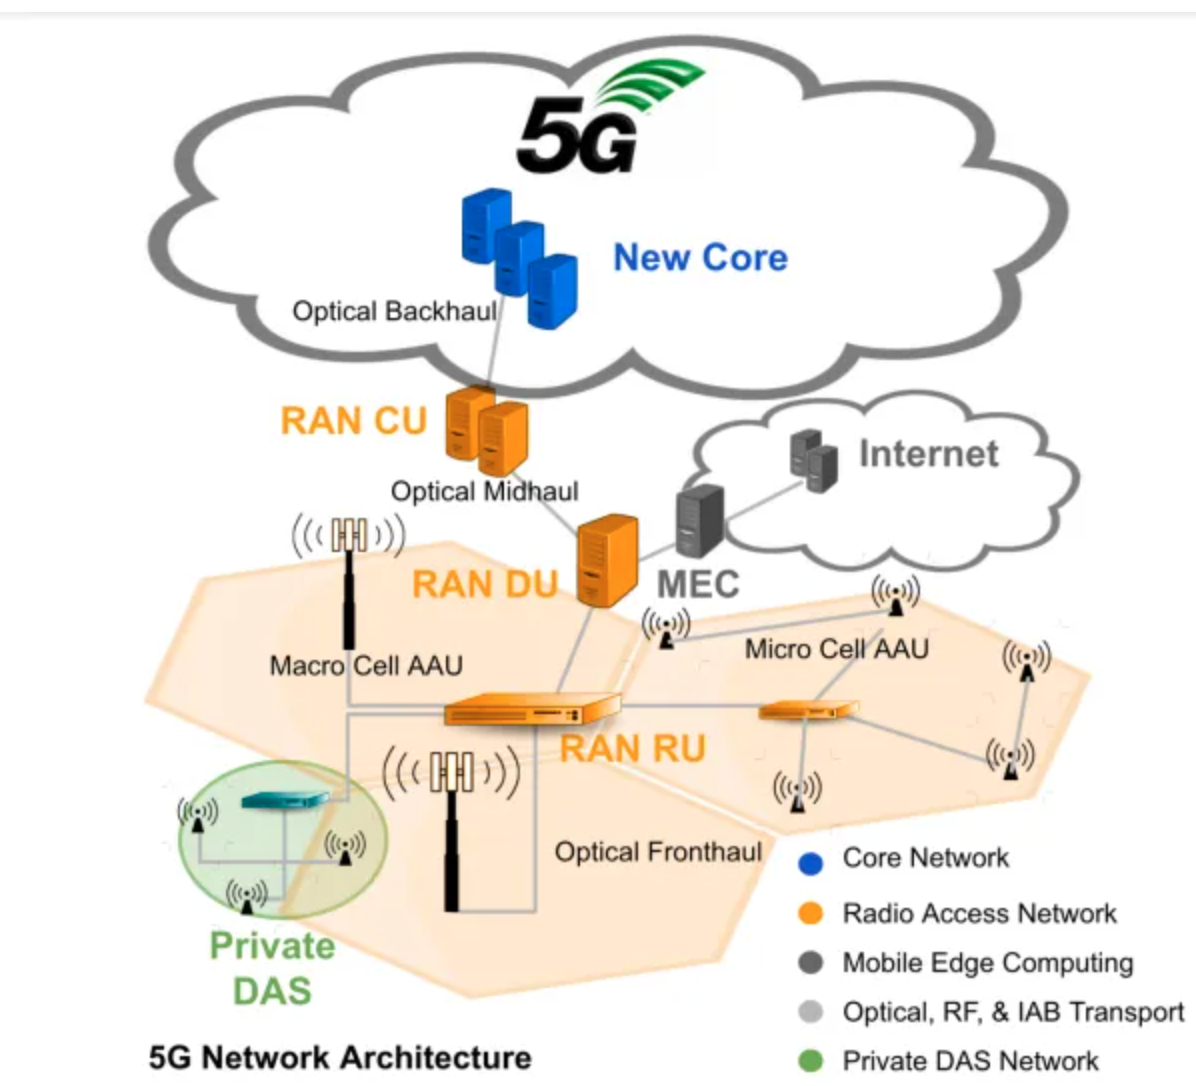 5G
New Core
Optical Backhaul
RAN CU
Internet
Optical Midhaul
RAN DU
MEC
Micro Cell AAU
Macro Cell AAU
RAN RU
Optical Fronthaul
Core Network
Radio Access Network
Private
DAS
Mobile Edge Computing
Optical, RF, & IAB Transport
5G Network Architecture
Private DAS Network